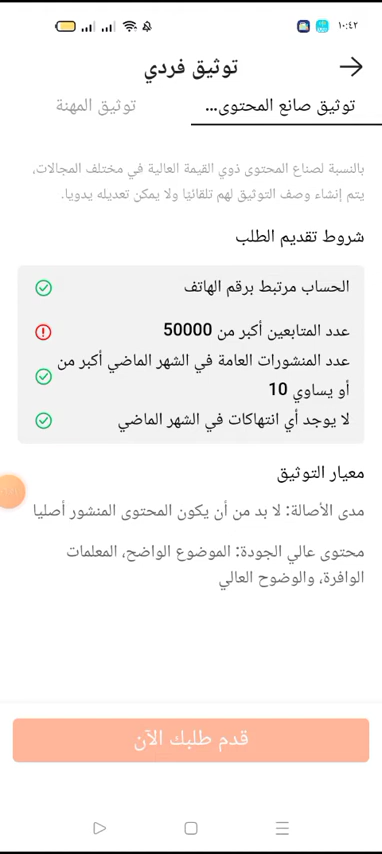 ١٠:٤٢
توثيق فردي
توثيق صانع المحتوى...
توثيق المهنة
بالنسبة لصناع المحتوى ذوي القيمة العالية في مختلف المجالات،
يتم إنشاء وصف التوثيق لهم تلقائيًا ولا يمكن تعديله يدويا.
شروط تقديم الطلب
الحساب مرتبط برقم الهاتف
عدد المتابعين أكبر من 50000
عدد المنشورات العامة في الشهر الماضي أكبر من
أو يساوي 10
لا يوجد أي انتهاكات في الشهر الماضي
معيار التوثيق
مدى الأصالة: لا بد من أن يكون المحتوى المنشور أصليا
محتوى عالي الجودة: الموضوع الواضح، المعلمات
الوافرة، والوضوح العالي
قدم طلبك الآن